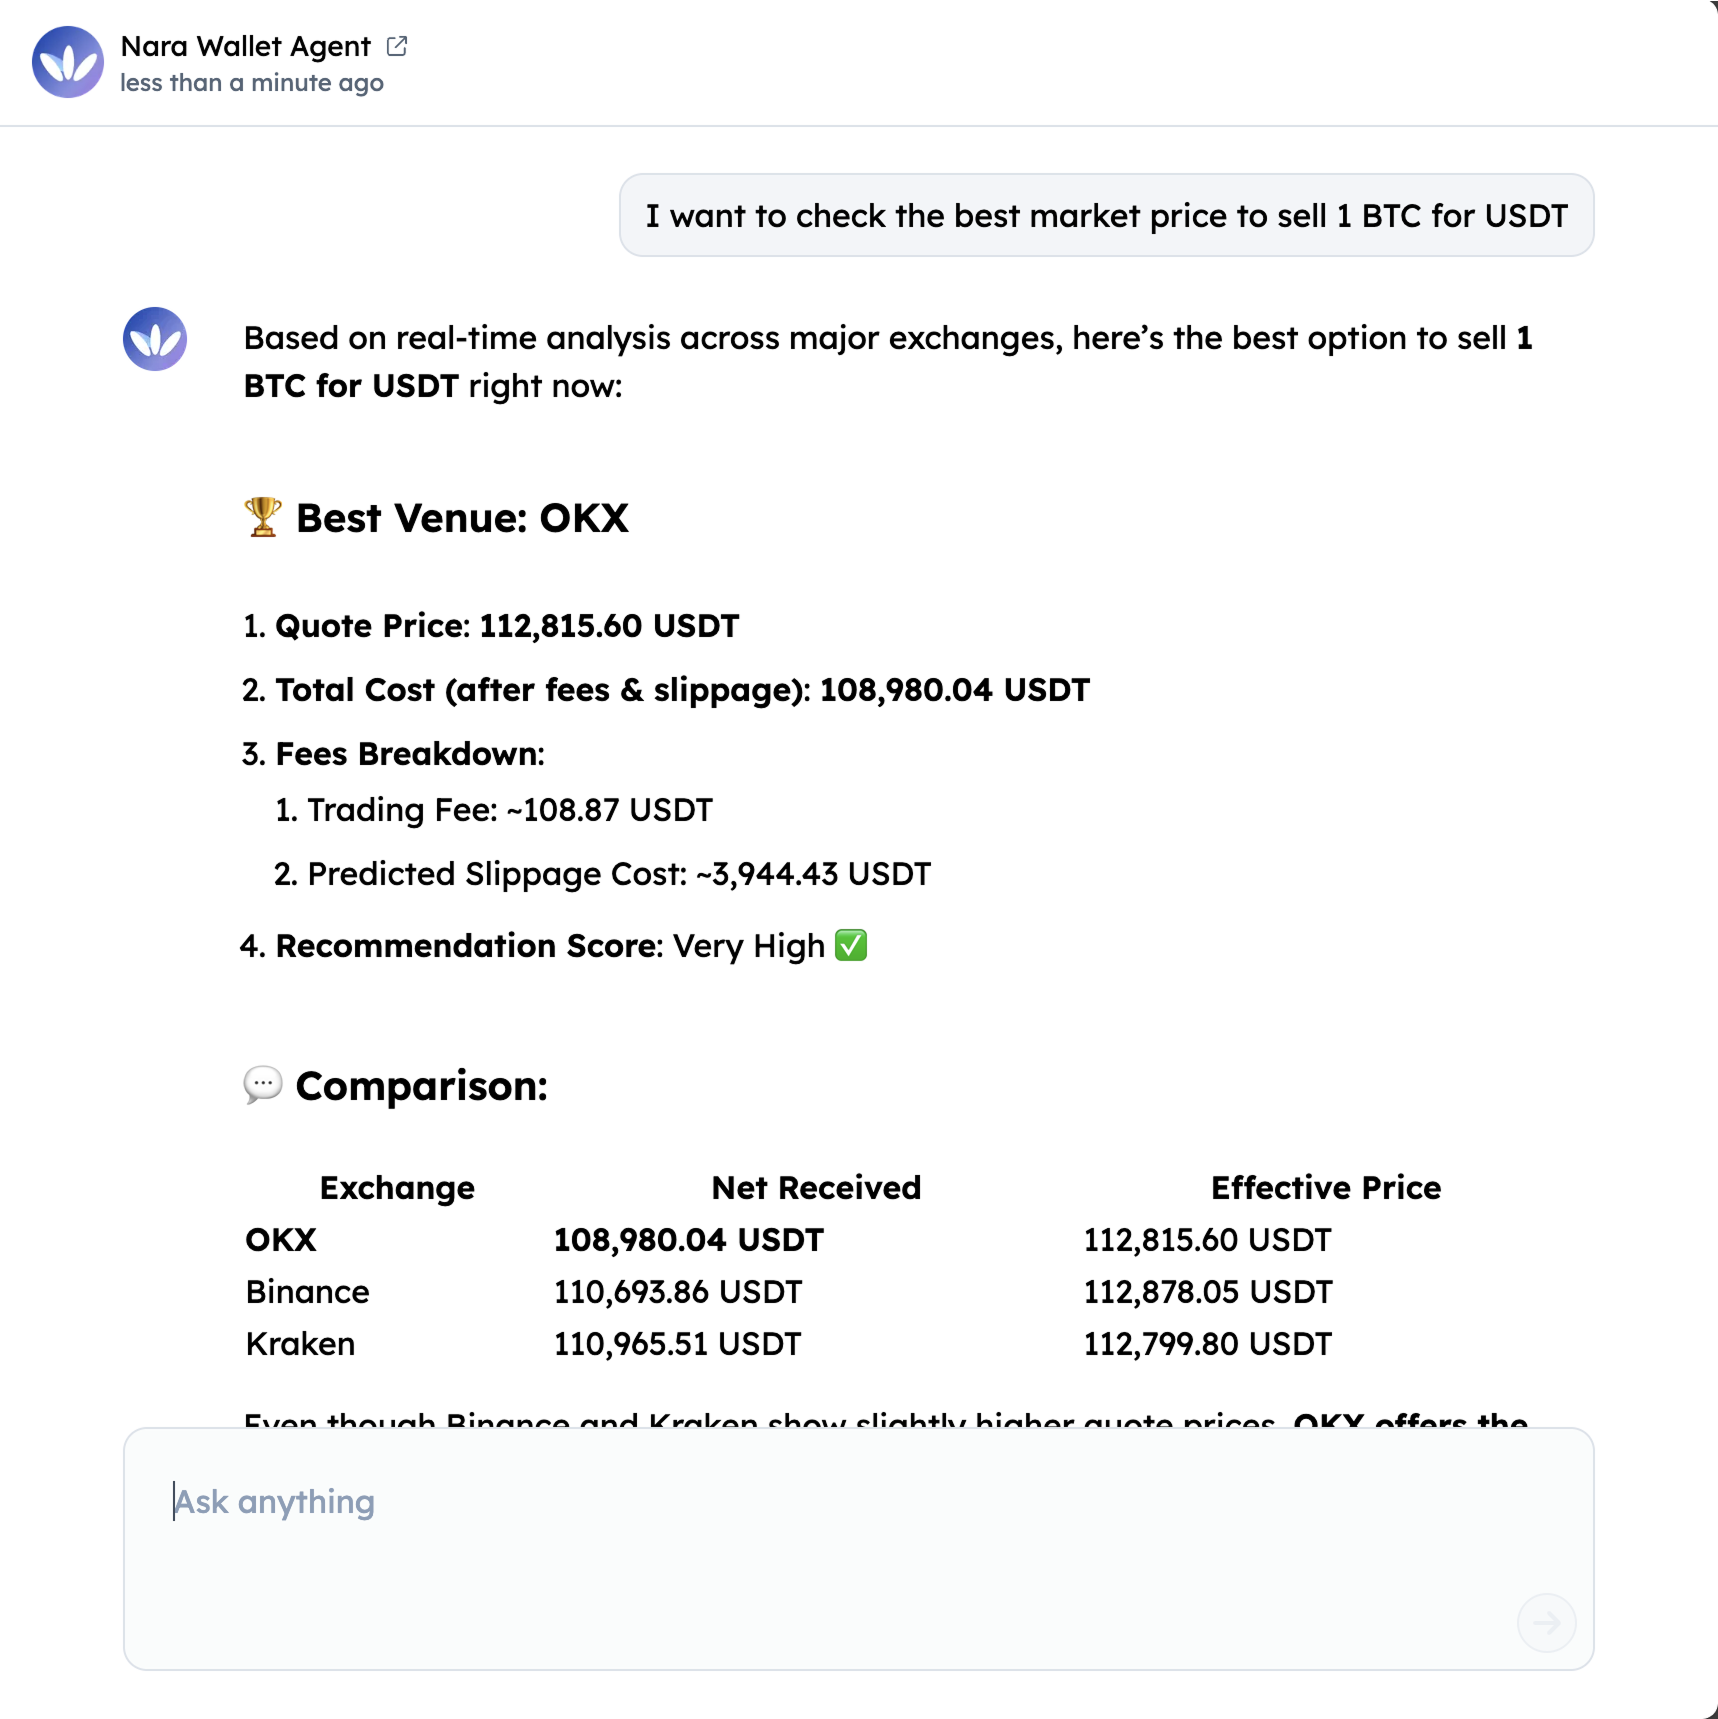 Nara Wallet Agent
less than a minute ago
I want to check the best market price to sell 1 BTC for USDT
Based on real-time analysis across major exchanges, here’s the best option to sell 1
BTC for USDT right now:
🏆 Best Venue: OKX
1. Quote Price: 112,815.60 USDT
2. Total Cost (after fees & slippage): 108,980.04 USDT
3. Fees Breakdown:
1. Trading Fee: ~108.87 USDT
2. Predicted Slippage Cost: ~3,944.43 USDT
4. Recommendation Score: Very High ✅
💬 Comparison:
Exchange Net Received Effective Price
OKX 108,980.04 USDT 112,815.60 USDT
Binance 110,693.86 USDT 112,878.05 USDT
Kraken 110,965.51 USDT 112,799.80 USDT
Even though Binance and Kraken show slightly higher quote prices, OKX offers the
Ask anything